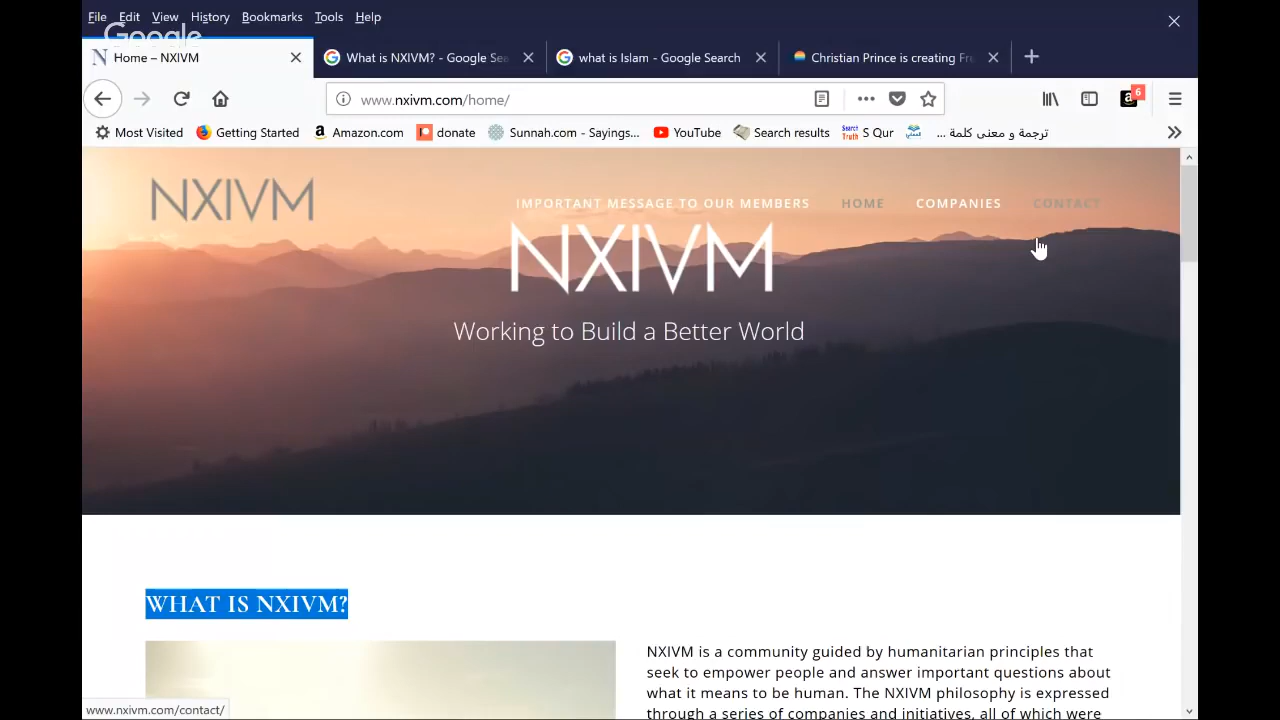 File Edit View History Bookmarks Tools Help
Google
Home – NXIVM
What is NXIVM? - Google Sea
what is Islam - Google Search
Christian Prince is creating Fre
www.nxivm.com/home/
6
Most Visited Getting Started Amazon.com donate Sunnah.com - Sayings... YouTube Search results S Qur ترجمة و معنى كلمة ...
NXIVM
IMPORTANT MESSAGE TO OUR MEMBERS HOME COMPANIES CONTACT
NXIVM
Working to Build a Better World
WHAT IS NXIVM?
NXIVM is a community guided by humanitarian principles that
seek to empower people and answer important questions about
what it means to be human. The NXIVM philosophy is expressed
through a series of companies and initiatives, all of which were
www.nxivm.com/contact/